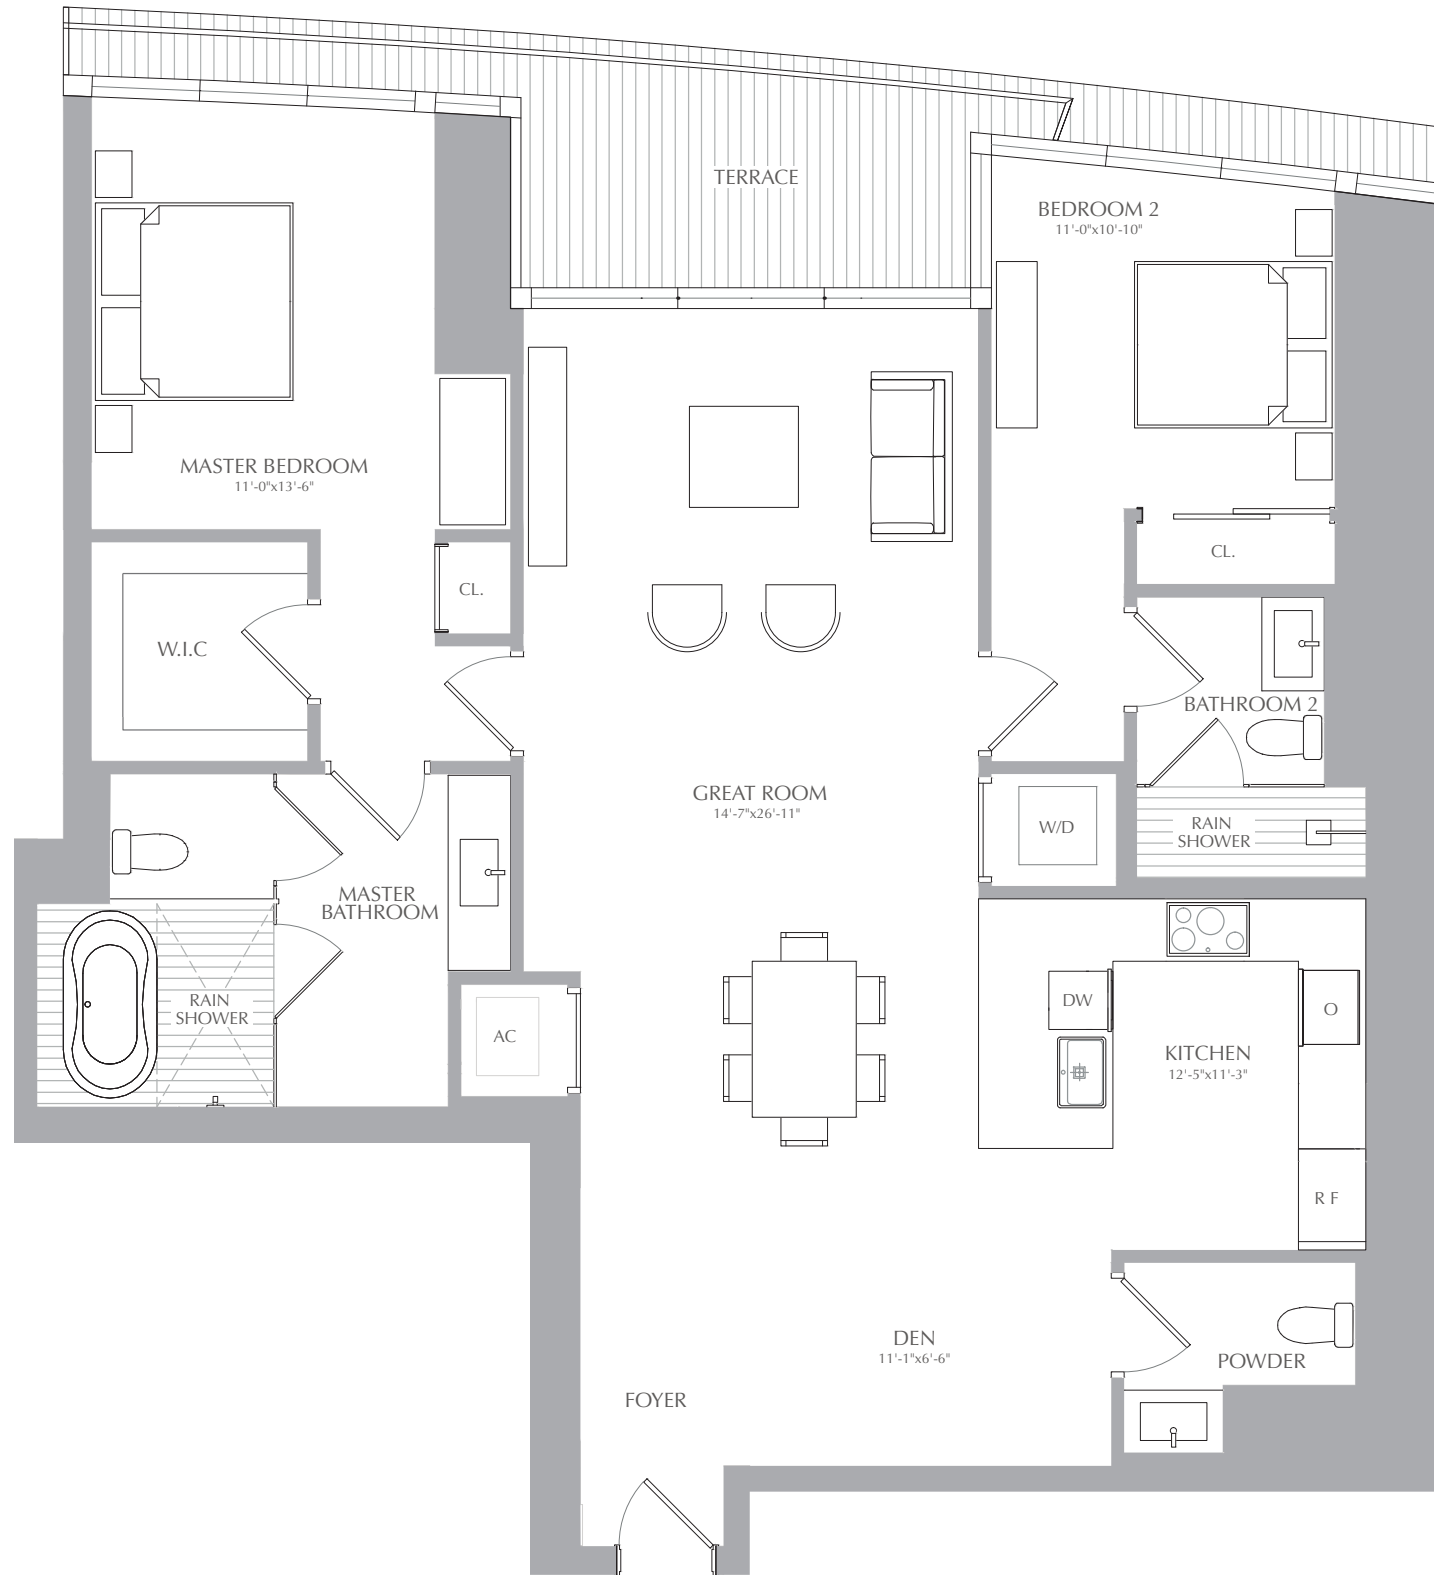 TERRACE
BEDROOM 2
11'-0"x10'-10"
MASTER BEDROOM
11'-0"x13'-6"
CL.
CL.
W.I.C
BATHROOM 2
GREAT ROOM
14'-7"x26'-11"
W/D
RAIN
SHOWER
MASTER
BATHROOM
RAIN
SHOWER
AC
DW
O
KITCHEN
12'-5"x11'-3"
R F
DEN
11'-1"x6'-6"
POWDER
FOYER